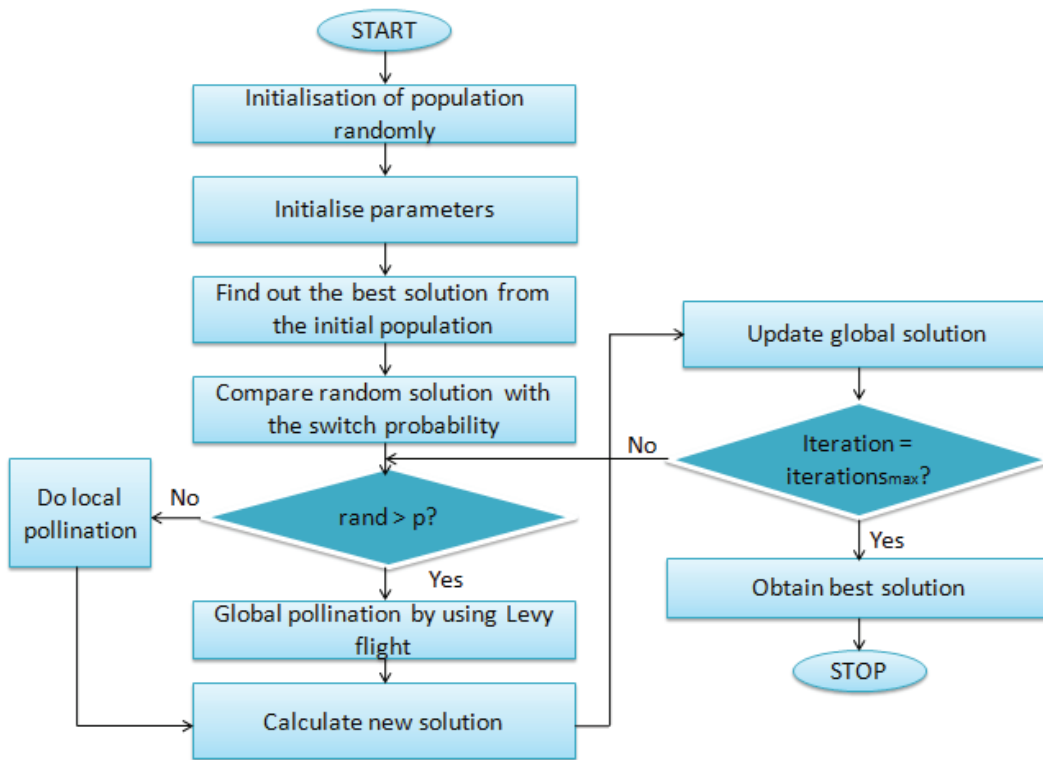 START
Initialisation of population
randomly
Initialise parameters
Find out the best solution from
the initial population
Compare random solution with
the switch probability
rand > p?
No
Do local
pollination
Yes
Global pollination by using Levy
flight
Calculate new solution
Update global solution
Iteration =
iterationsmax?
No
Yes
Obtain best solution
STOP